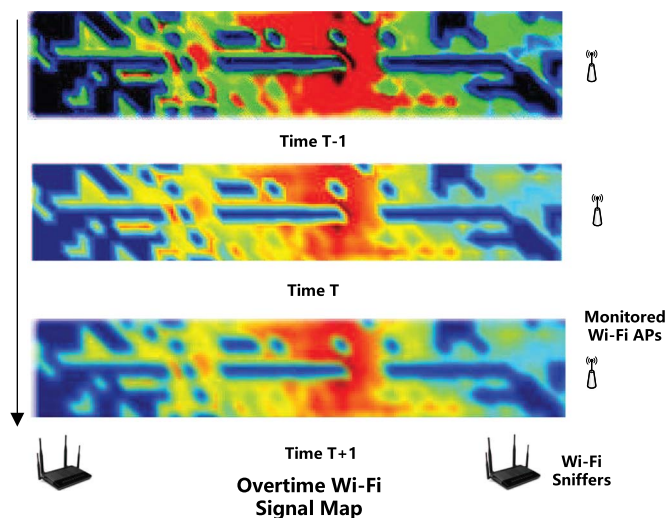 Time T-1
Time T
Monitored
Wi-Fi APs
Time T+1
Wi-Fi
Sniffers
Overtime Wi-Fi
Signal Map